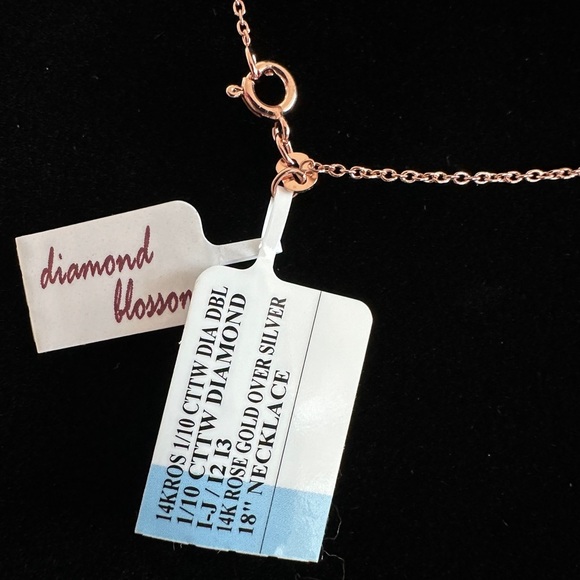 diamond
blossom
14KROS 1/10 CTTW DIA DBL
1/10 CTTW DIAMOND
I-J / I2 I3
14K ROSE GOLD OVER SILVER
18" NECKLACE